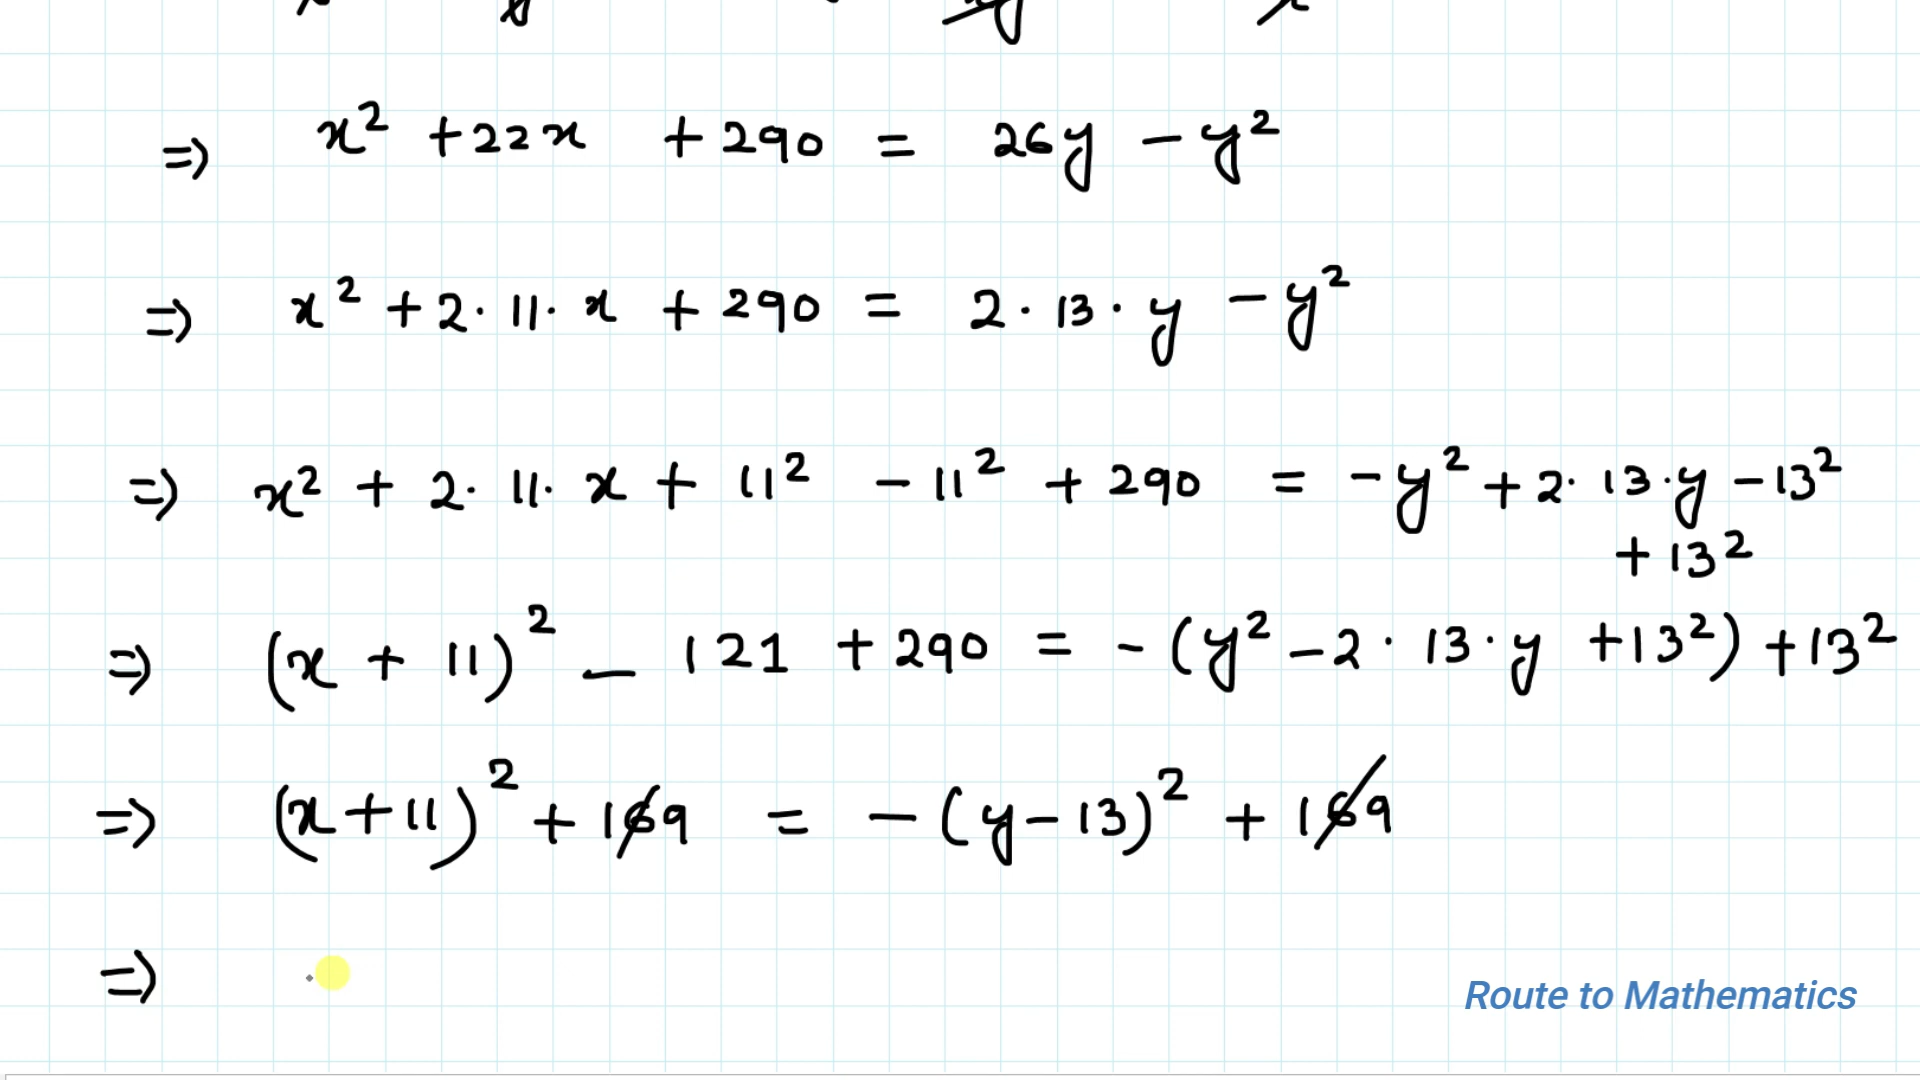 ⇒ x² + 22x + 290 = 26y − y²
⇒ x² + 2· 11· x + 290 = 2 · 13 · y − y²
⇒ x² + 2· 11· x + 11² − 11² + 290 = −y² + 2· 13 ·y − 13²
+ 13²
⇒ (x + 11)² − 121 + 290 = −(y² − 2 · 13 · y + 13²) + 13²
⇒ (x + 11)² + 169 = −(y − 13)² + 169
⇒
Route to Mathematics